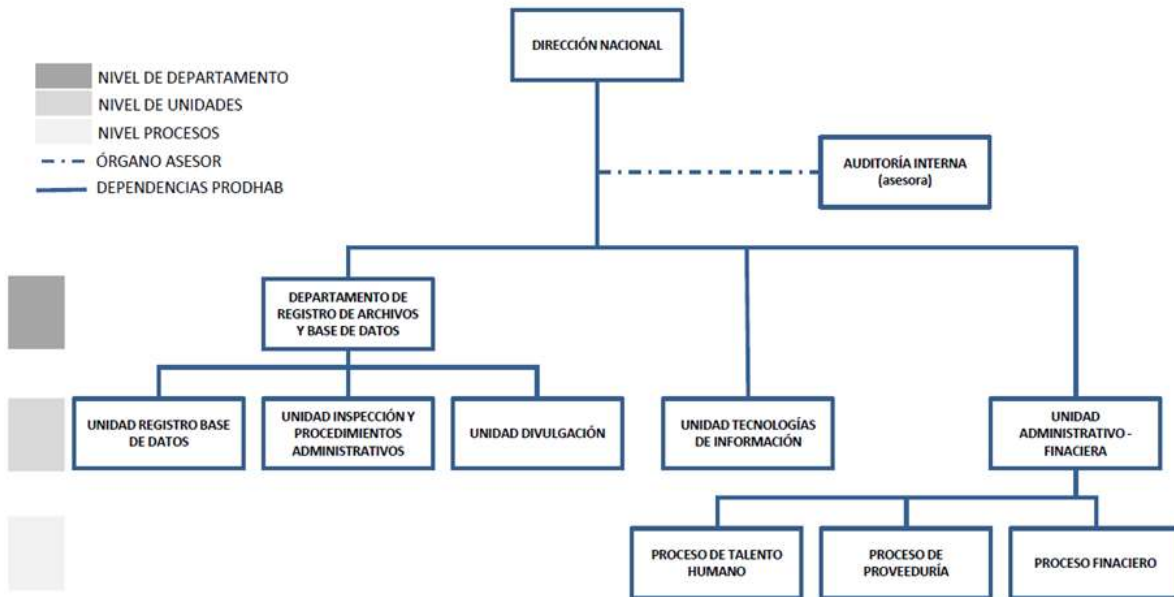 DIRECCIÓN NACIONAL
NIVEL DE DEPARTAMENTO
NIVEL DE UNIDADES
NIVEL PROCESOS
ÓRGANO ASESOR
DEPENDENCIAS PRODHAB
AUDITORÍA INTERNA
(asesora)
DEPARTAMENTO DE
REGISTRO DE ARCHIVOS
Y BASE DE DATOS
UNIDAD REGISTRO BASE
DE DATOS
UNIDAD INSPECCIÓN Y
PROCEDIMIENTOS
ADMINISTRATIVOS
UNIDAD DIVULGACIÓN
UNIDAD TECNOLOGÍAS
DE INFORMACIÓN
UNIDAD
ADMINISTRATIVO -
FINACIERA
PROCESO DE TALENTO
HUMANO
PROCESO DE
PROVEEDURÍA
PROCESO FINACIERO